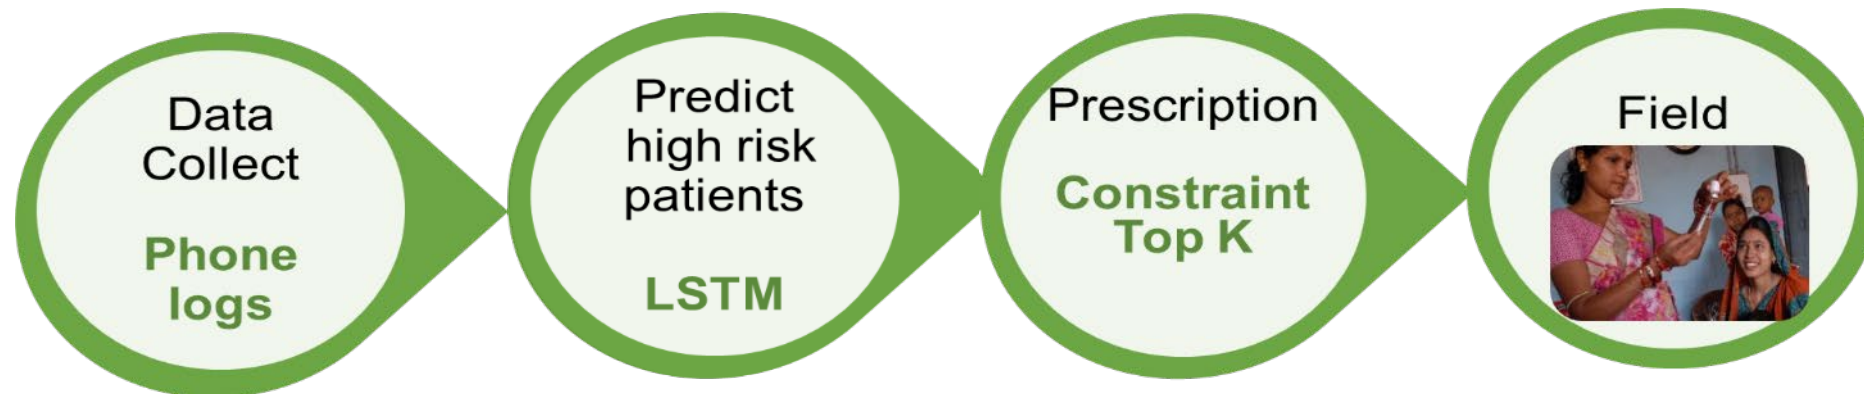 Data
Collect
Phone
logs
Predict
high risk
patients
LSTM
Prescription
Constraint
Top K
Field